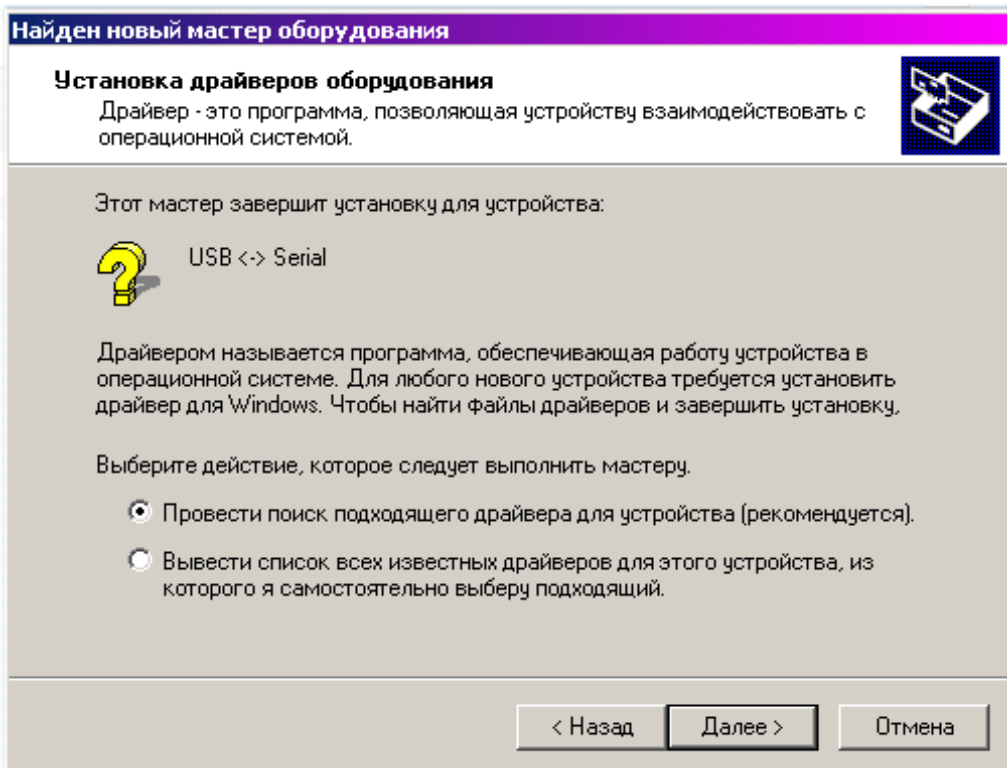 Найден новый мастер оборудования
Установка драйверов оборудования
Драйвер - это программа, позволяющая устройству взаимодействовать с
операционной системой.
Этот мастер завершит установку для устройства:
USB <-> Serial
Драйвером называется программа, обеспечивающая работу устройства в
операционной системе. Для любого нового устройства требуется установить
драйвер для Windows. Чтобы найти файлы драйверов и завершить установку,
Выберите действие, которое следует выполнить мастеру.
Провести поиск подходящего драйвера для устройства (рекомендуется).
Вывести список всех известных драйверов для этого устройства, из
которого я самостоятельно выберу подходящий.
< Назад Далее > Отмена